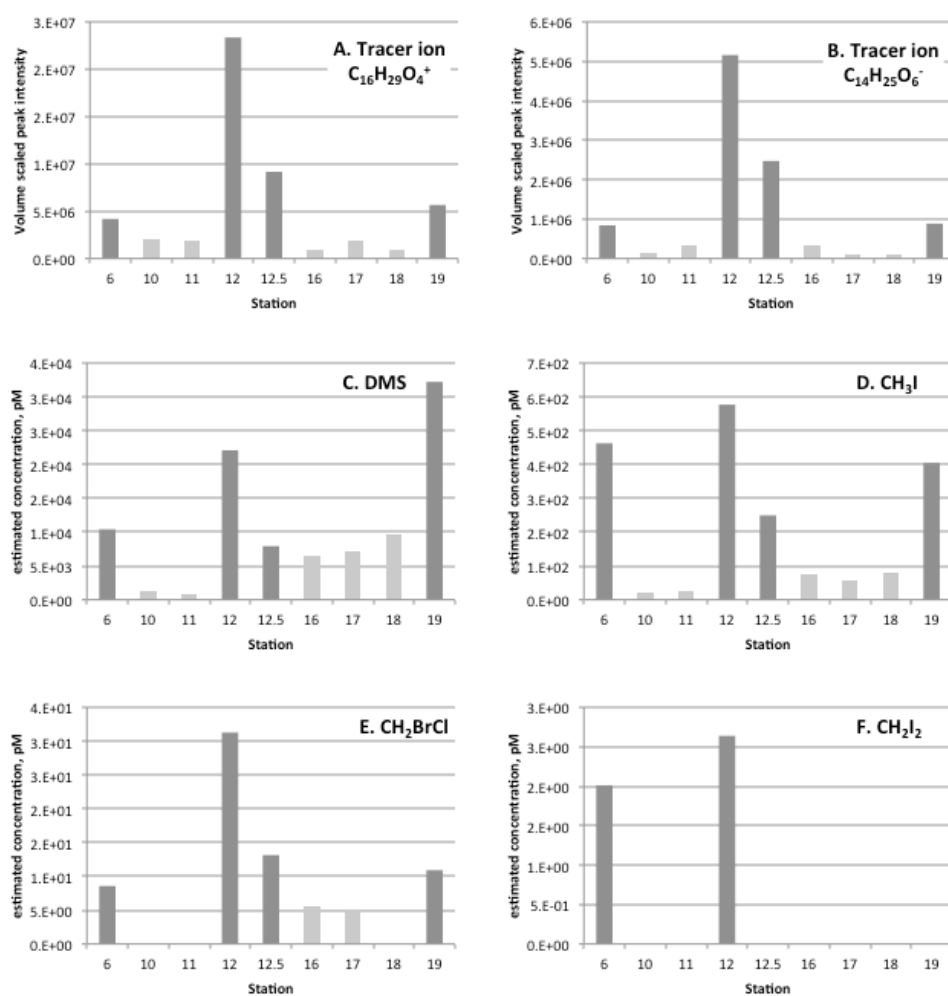 3.E+07
2.E+07
2.E+07
1.E+07
5.E+06
0.E+00
Volume scaled peak intensity
A. Tracer ion
C₁₆H₂₉O₄⁺
6 10 11 12 12.5 16 17 18 19
Station
6.E+06
5.E+06
4.E+06
3.E+06
2.E+06
1.E+06
0.E+00
Volume scaled peak intensity
B. Tracer ion
C₁₄H₂₅O₆⁻
6 10 11 12 12.5 16 17 18 19
Station
4.E+04
3.E+04
3.E+04
2.E+04
2.E+04
1.E+04
5.E+03
0.E+00
estimated concentration, pM
C. DMS
6 10 11 12 12.5 16 17 18 19
Station
7.E+02
6.E+02
5.E+02
4.E+02
3.E+02
2.E+02
1.E+02
0.E+00
estimated concentration, pM
D. CH₃I
6 10 11 12 12.5 16 17 18 19
Station
4.E+01
3.E+01
3.E+01
2.E+01
2.E+01
1.E+01
5.E+00
0.E+00
estimated concentration, pM
E. CH₂BrCl
6 10 11 12 12.5 16 17 18 19
Station
3.E+00
3.E+00
2.E+00
2.E+00
1.E+00
5.E-01
0.E+00
estimated concentration, pM
F. CH₂I₂
6 10 11 12 12.5 16 17 18 19
Station